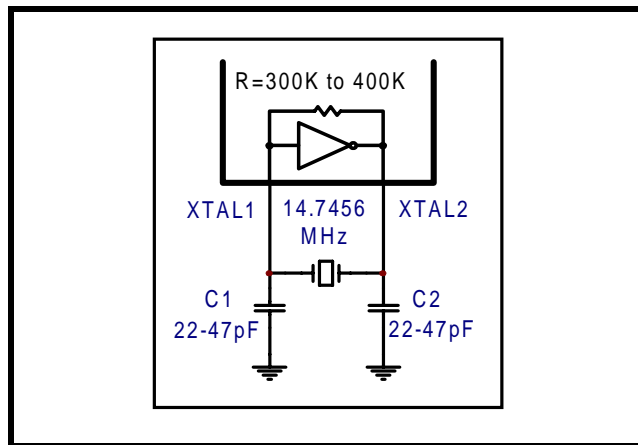 R=300K to 400K
XTAL1
14.7456
MHz
XTAL2
C1
22-47pF
C2
22-47pF